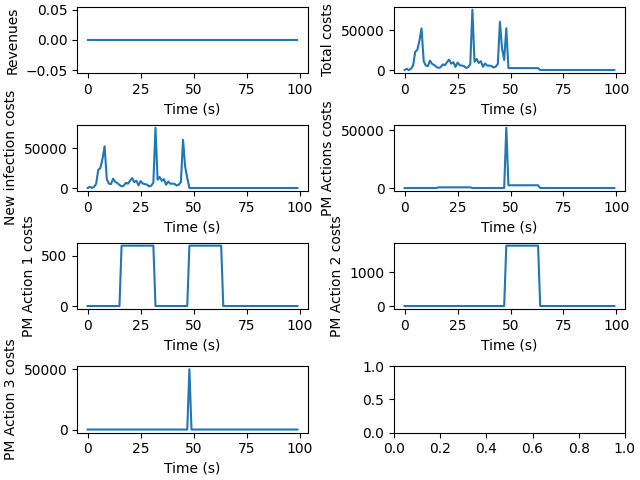 Revenues
0.05
0.00
−0.05
0 25 50 75 100
Time (s)
Total costs
50000
0
0 25 50 75 100
Time (s)
New infection costs
50000
0
0 25 50 75 100
Time (s)
PM Actions costs
50000
0
0 25 50 75 100
Time (s)
PM Action 1 costs
500
0
0 25 50 75 100
Time (s)
PM Action 2 costs
1000
0
0 25 50 75 100
Time (s)
PM Action 3 costs
50000
0
0 25 50 75 100
Time (s)
1.0
0.5
0.0
0.0 0.2 0.4 0.6 0.8 1.0